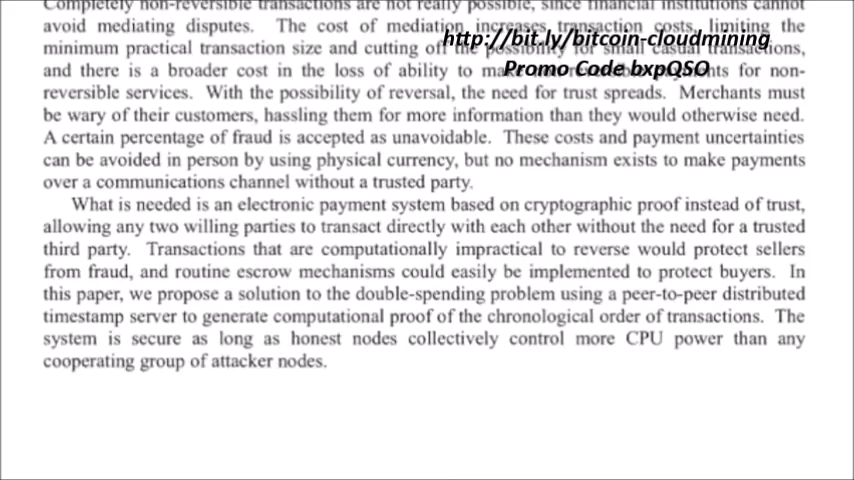 Completely non-reversible transactions are not really possible, since financial institutions cannot
avoid mediating disputes. The cost of mediation increases transaction costs, limiting the
http://bit.ly/bitcoin-cloudmining
minimum practical transaction size and cutting off the possibility for small casual transactions,
Promo Code bxpQSO
and there is a broader cost in the loss of ability to make non-reversible payments for non-
reversible services. With the possibility of reversal, the need for trust spreads. Merchants must
be wary of their customers, hassling them for more information than they would otherwise need.
A certain percentage of fraud is accepted as unavoidable. These costs and payment uncertainties
can be avoided in person by using physical currency, but no mechanism exists to make payments
over a communications channel without a trusted party.
What is needed is an electronic payment system based on cryptographic proof instead of trust,
allowing any two willing parties to transact directly with each other without the need for a trusted
third party. Transactions that are computationally impractical to reverse would protect sellers
from fraud, and routine escrow mechanisms could easily be implemented to protect buyers. In
this paper, we propose a solution to the double-spending problem using a peer-to-peer distributed
timestamp server to generate computational proof of the chronological order of transactions. The
system is secure as long as honest nodes collectively control more CPU power than any
cooperating group of attacker nodes.